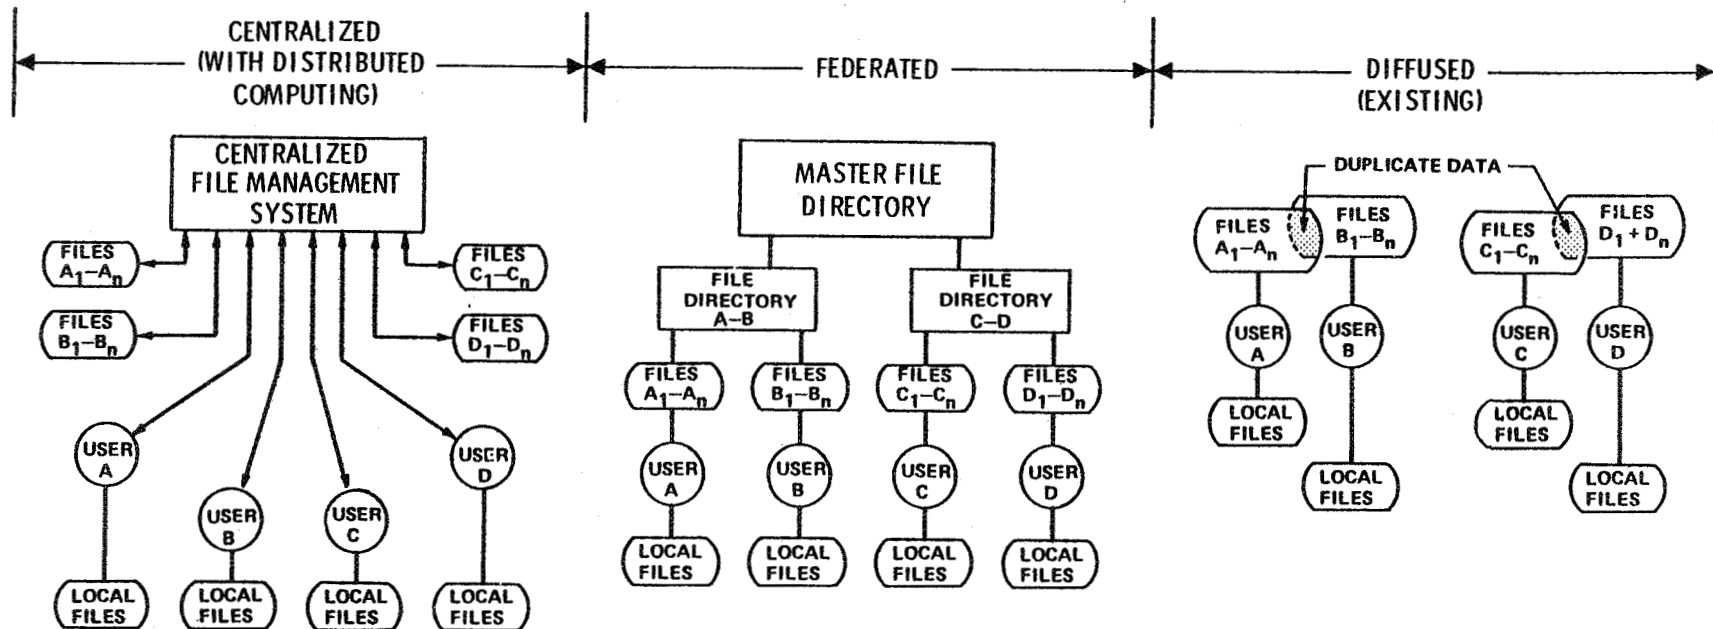 CENTRALIZED
(WITH DISTRIBUTED
COMPUTING)
FEDERATED
DIFFUSED
(EXISTING)
CENTRALIZED
FILE MANAGEMENT
SYSTEM
FILES
A₁–Aₙ
FILES
B₁–Bₙ
FILES
C₁–Cₙ
FILES
D₁–Dₙ
USER
A
USER
B
USER
C
USER
D
LOCAL
FILES
LOCAL
FILES
LOCAL
FILES
LOCAL
FILES
MASTER FILE
DIRECTORY
FILE
DIRECTORY
A–B
FILE
DIRECTORY
C–D
FILES
A₁–Aₙ
FILES
B₁–Bₙ
FILES
C₁–Cₙ
FILES
D₁–Dₙ
USER
A
USER
B
USER
C
USER
D
LOCAL
FILES
LOCAL
FILES
LOCAL
FILES
LOCAL
FILES
DUPLICATE DATA
FILES
A₁–Aₙ
FILES
B₁–Bₙ
FILES
C₁–Cₙ
FILES
D₁ + Dₙ
USER
A
USER
B
USER
C
USER
D
LOCAL
FILES
LOCAL
FILES
LOCAL
FILES
LOCAL
FILES